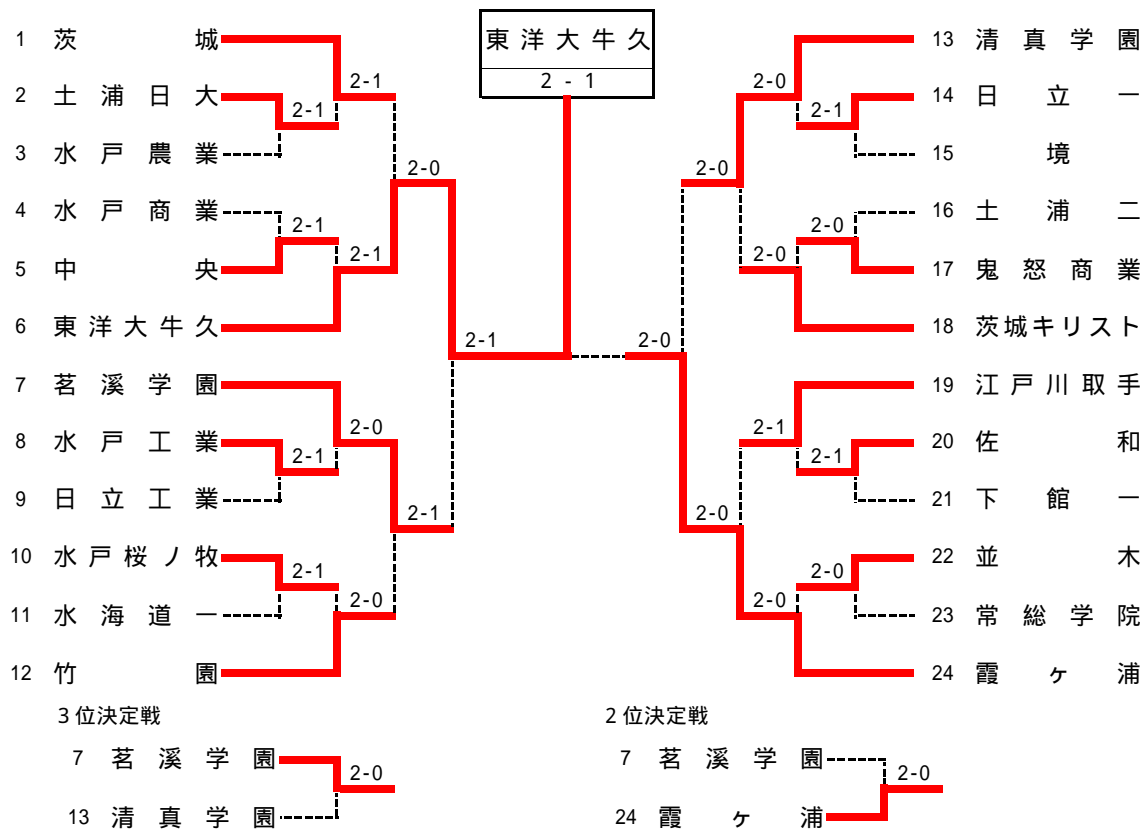 東洋大牛久
2 - 1
1 茨城
2 土浦日大
3 水戸農業
4 水戸商業
5 中央
6 東洋大牛久
7 茗溪学園
8 水戸工業
9 日立工業
10 水戸桜ノ牧
11 水海道一
12 竹園
2-1
2-1
2-0
2-1
2-1
2-1
2-0
2-1
2-1
2-1
2-0
13 清真学園
14 日立一
15 境
16 土浦二
17 鬼怒商業
18 茨城キリスト
19 江戸川取手
20 佐和
21 下館一
22 並木
23 常総学院
24 霞ヶ浦
2-0
2-1
2-0
2-0
2-0
2-0
2-1
2-1
2-0
2-0
2-0
3位決定戦
7 茗溪学園
2-0
13 清真学園
2位決定戦
7 茗溪学園
2-0
24 霞ヶ浦